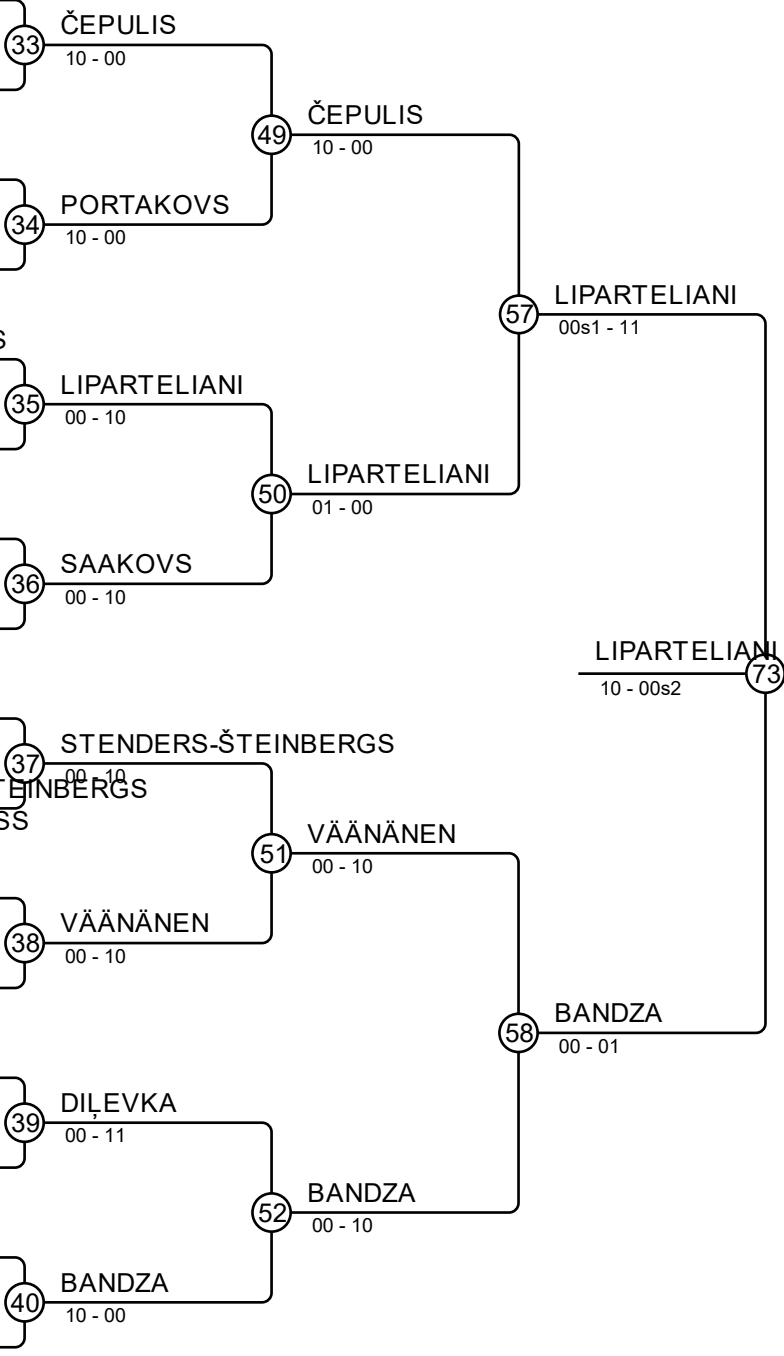 33
ČEPULIS
10 - 00
49
ČEPULIS
10 - 00
34
PORTAKOVS
10 - 00
57
LIPARTELIANI
00s1 - 11
S
35
LIPARTELIANI
00 - 10
50
LIPARTELIANI
01 - 00
36
SAAKOVS
00 - 10
73
LIPARTELIANI
10 - 00s2
37
STENDERS-ŠTEINBERGS
00 - 10
TEINBERGS
SS
51
VÄÄNÄNEN
00 - 10
38
VÄÄNÄNEN
00 - 10
58
BANDZA
00 - 01
39
DIĻEVKA
00 - 11
52
BANDZA
00 - 10
40
BANDZA
10 - 00